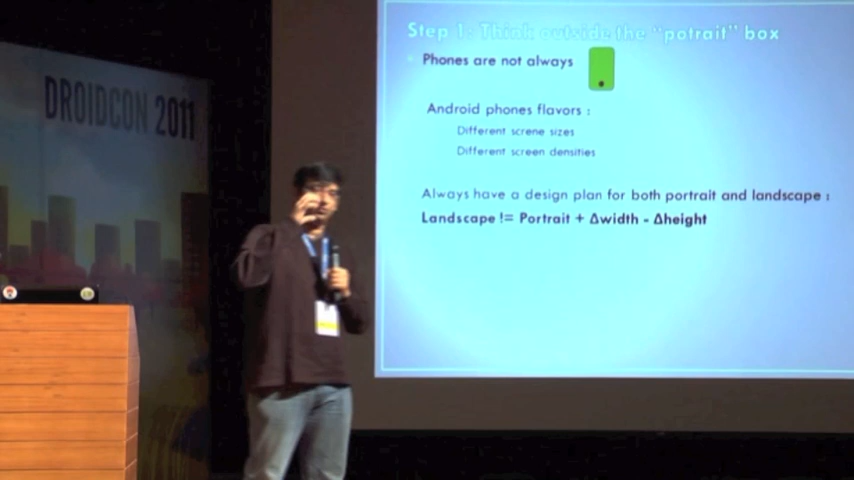 DROIDCON 2011
Step 1: Think outside the "potrait" box
Phones are not always
Android phones flavors :
Different screne sizes
Different screen densities
Always have a design plan for both portrait and landscape :
Landscape != Portrait + Δwidth - Δheight